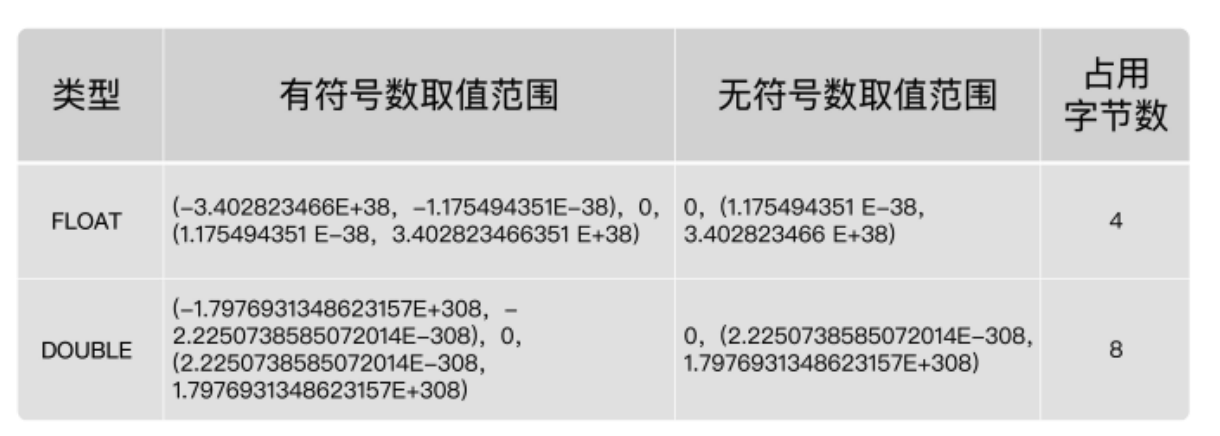 类型
有符号数取值范围
无符号数取值范围
占用
字节数
FLOAT
(-3.402823466E+38，-1.175494351E-38)，0，
(1.175494351 E-38，3.402823466351 E+38)
0，(1.175494351 E-38，
3.402823466 E+38)
4
DOUBLE
(-1.7976931348623157E+308，-
2.2250738585072014E-308)，0，
(2.2250738585072014E-308，
1.7976931348623157E+308)
0，(2.2250738585072014E-308，
1.7976931348623157E+308)
8